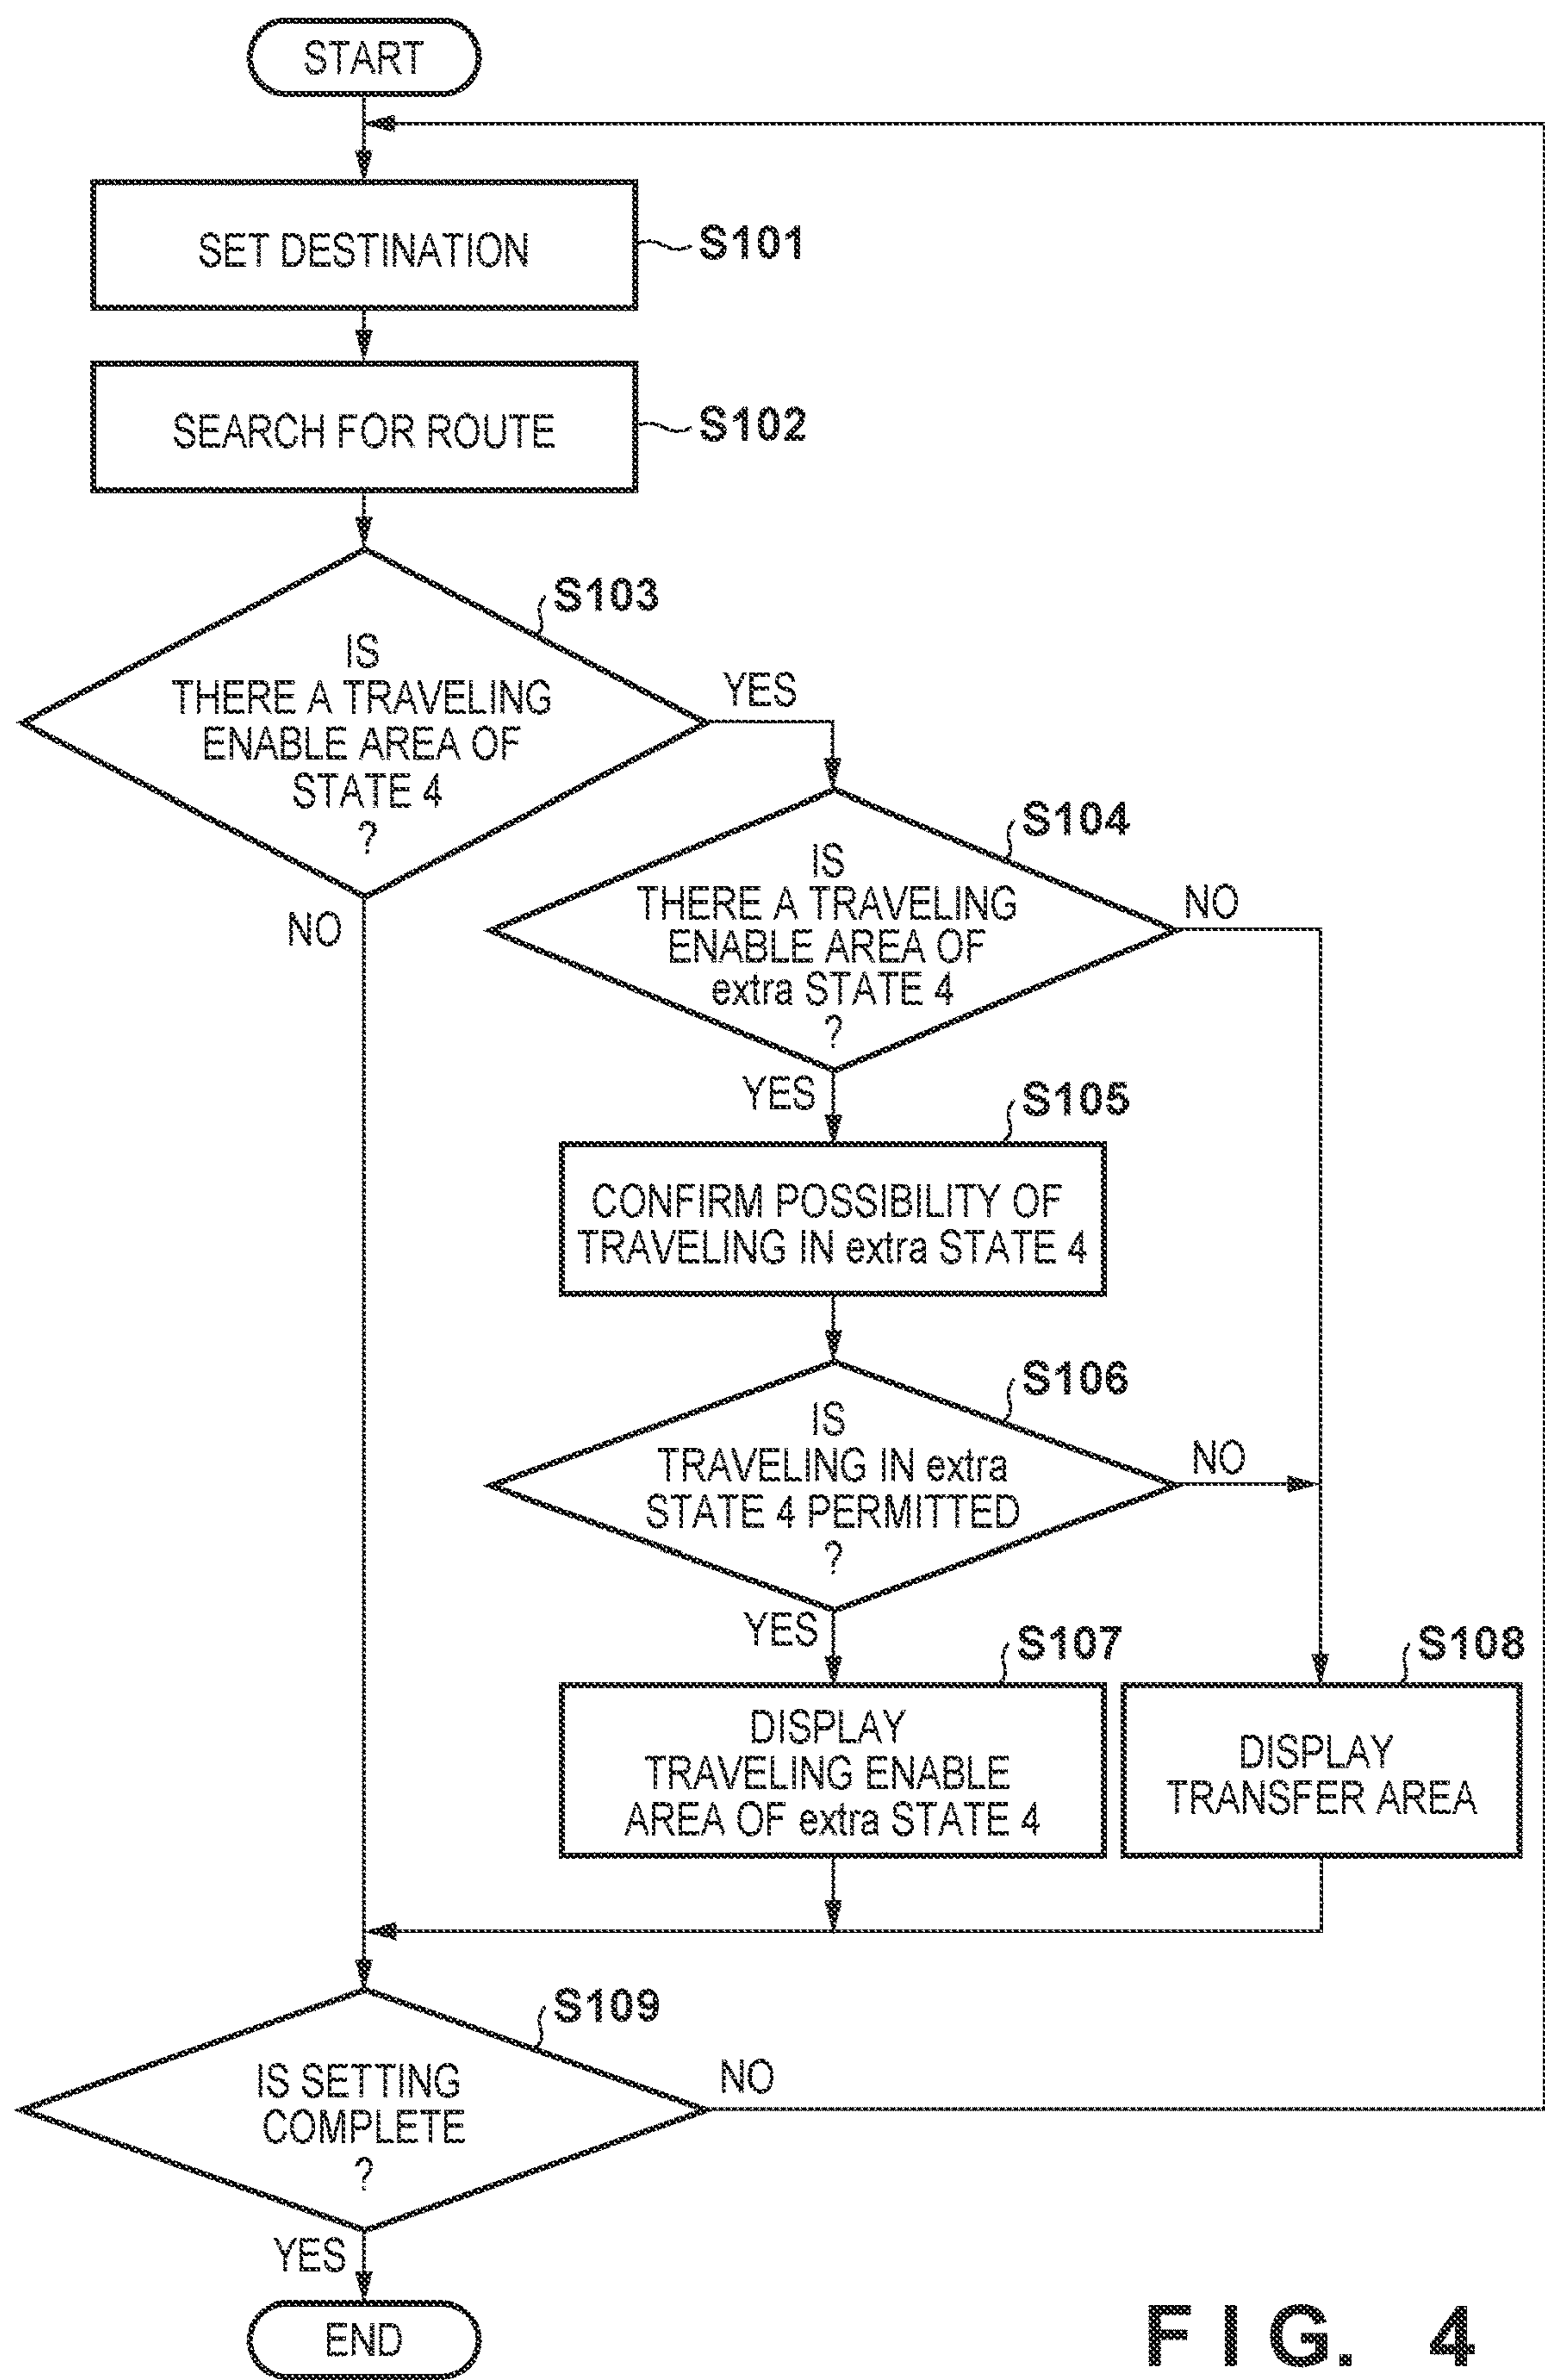 START
SET DESTINATION
S101
SEARCH FOR ROUTE
S102
S103
IS
THERE A TRAVELING
ENABLE AREA OF
STATE 4
?
YES
NO
S104
IS
THERE A TRAVELING
ENABLE AREA OF
extra STATE 4
?
NO
YES
S105
CONFIRM POSSIBILITY OF
TRAVELING IN extra STATE 4
S106
IS
TRAVELING IN extra
STATE 4 PERMITTED
?
NO
YES
S107
DISPLAY
TRAVELING ENABLE
AREA OF extra STATE 4
S108
DISPLAY
TRANSFER AREA
S109
IS SETTING
COMPLETE
?
NO
YES
END
FIG. 4